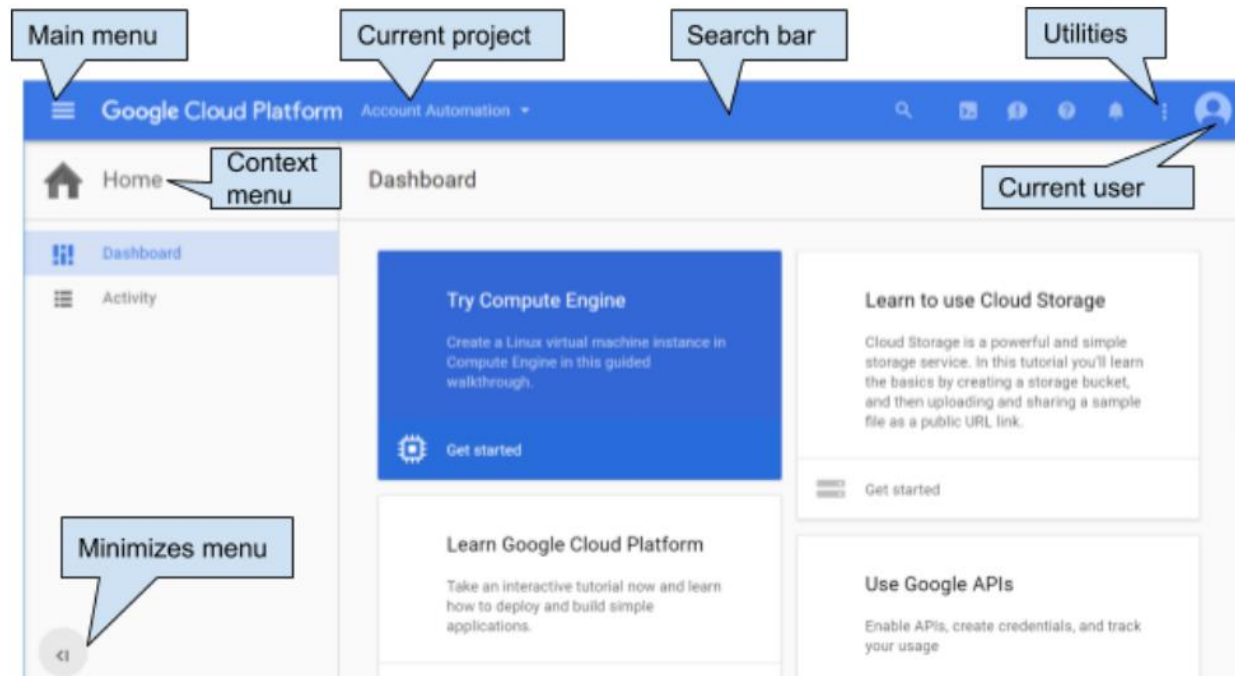 Main menu
Current project
Search bar
Utilities
Google Cloud Platform
Account Automation
Home
Context
menu
Dashboard
Current user
Dashboard
Activity
Try Compute Engine
Create a Linux virtual machine instance in
Compute Engine in this guided
walkthrough.
Get started
Learn to use Cloud Storage
Cloud Storage is a powerful and simple
storage service. In this tutorial you'll learn
the basics by creating a storage bucket,
and then uploading and sharing a sample
file as a public URL link.
Get started
Minimizes menu
Learn Google Cloud Platform
Take an interactive tutorial now and learn
how to deploy and build simple
applications.
Use Google APIs
Enable APIs, create credentials, and track
your usage